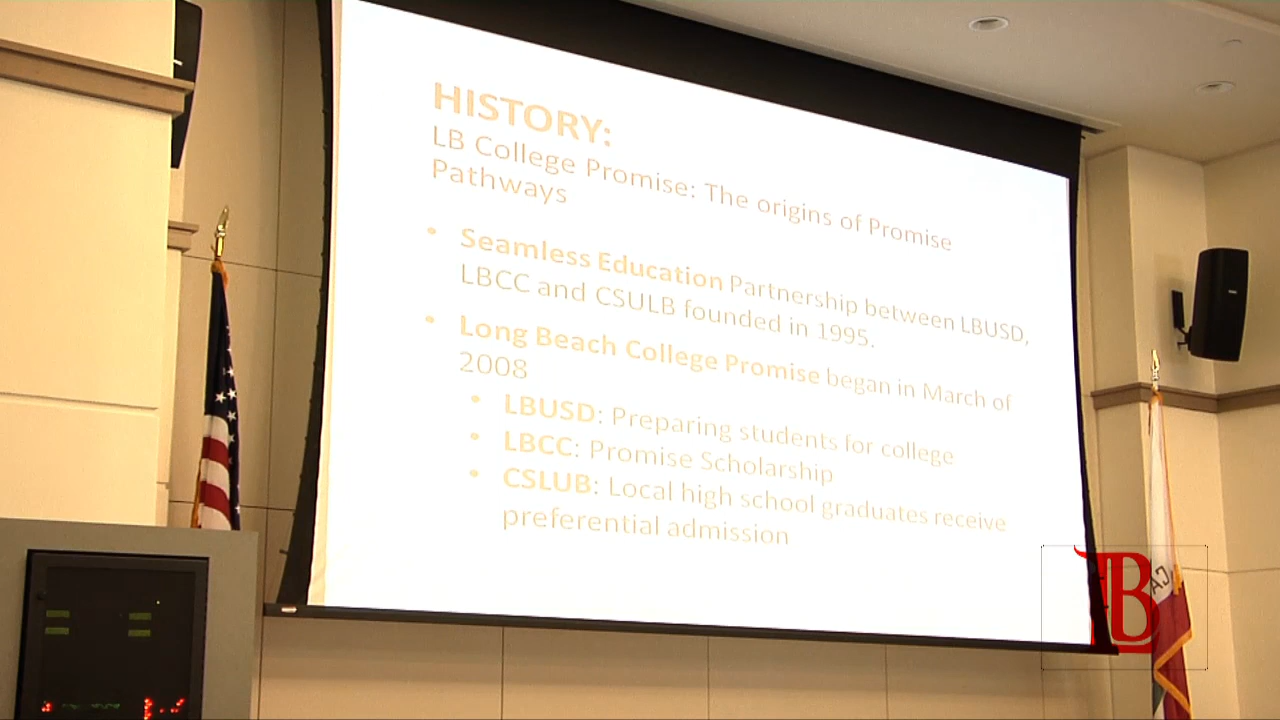 HISTORY:
LB College Promise: The origins of Promise
Pathways
• Seamless Education Partnership between LBUSD,
LBCC and CSULB founded in 1995.
• Long Beach College Promise began in March of
2008
• LBUSD: Preparing students for college
• LBCC: Promise Scholarship
• CSLUB: Local high school graduates receive
preferential admission
LB
CA